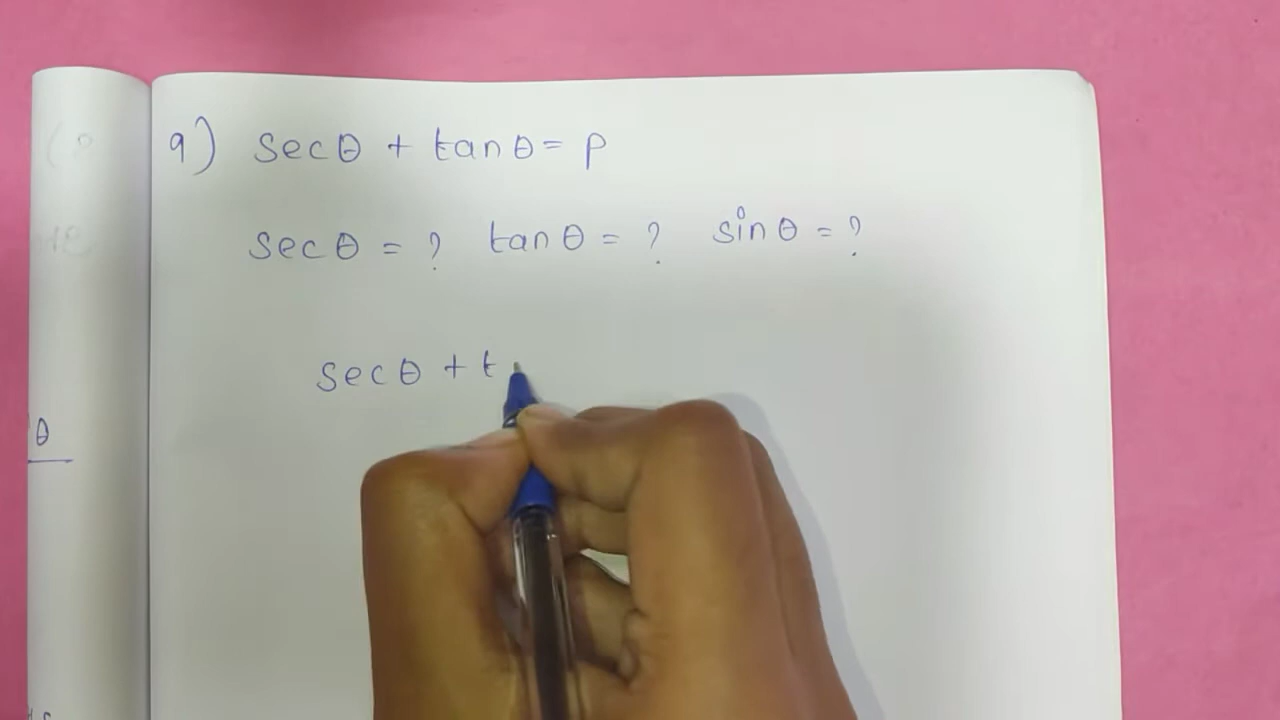 9) secθ + tanθ = p
secθ = ? tanθ = ? sinθ = ?
secθ + t
θ